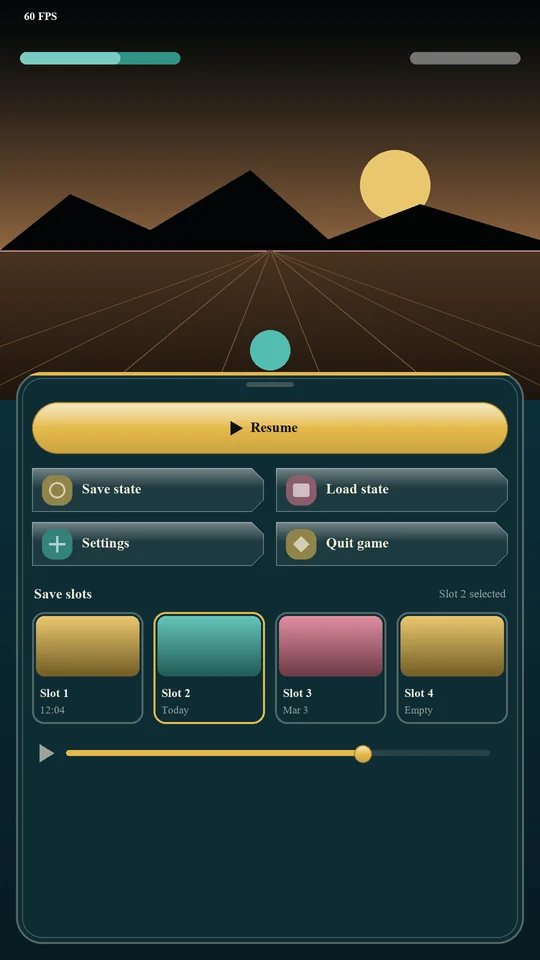 60 FPS
Resume
Save state
Load state
Settings
Quit game
Save slots
Slot 2 selected
Slot 1
12:04
Slot 2
Today
Slot 3
Mar 3
Slot 4
Empty